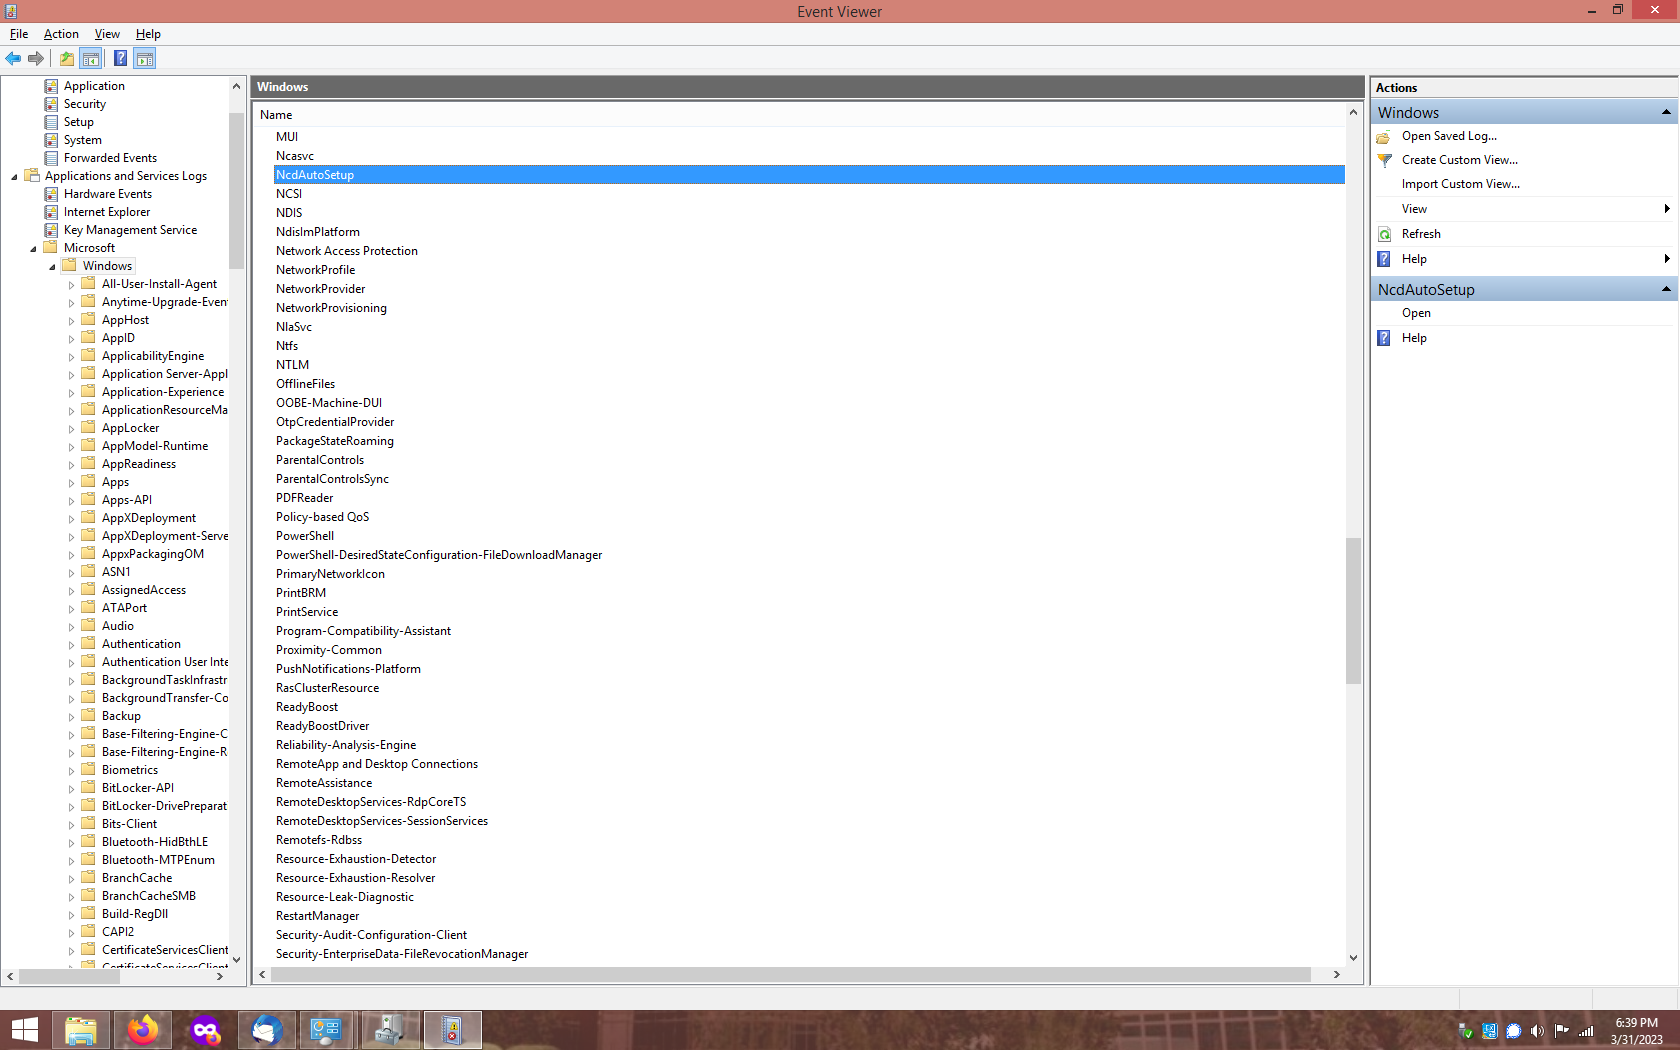 Event Viewer
File Action View Help
Application
Security
Setup
System
Forwarded Events
Applications and Services Logs
Hardware Events
Internet Explorer
Key Management Service
Microsoft
Windows
All-User-Install-Agent
Anytime-Upgrade-Even
AppHost
AppID
ApplicabilityEngine
Application Server-Appl
Application-Experience
ApplicationResourceMa
AppLocker
AppModel-Runtime
AppReadiness
Apps
Apps-API
AppXDeployment
AppXDeployment-Serve
AppxPackagingOM
ASN1
AssignedAccess
ATAPort
Audio
Authentication
Authentication User Inte
BackgroundTaskInfrastr
BackgroundTransfer-Co
Backup
Base-Filtering-Engine-C
Base-Filtering-Engine-R
Biometrics
BitLocker-API
BitLocker-DrivePreparat
Bits-Client
Bluetooth-HidBthLE
Bluetooth-MTPEnum
BranchCache
BranchCacheSMB
Build-RegDll
CAPI2
CertificateServicesClient
CertificateServicesClient
Windows
Name
MUI
Ncasvc
NcdAutoSetup
NCSI
NDIS
NdisImPlatform
Network Access Protection
NetworkProfile
NetworkProvider
NetworkProvisioning
NlaSvc
Ntfs
NTLM
OfflineFiles
OOBE-Machine-DUI
OtpCredentialProvider
PackageStateRoaming
ParentalControls
ParentalControlsSync
PDFReader
Policy-based QoS
PowerShell
PowerShell-DesiredStateConfiguration-FileDownloadManager
PrimaryNetworkIcon
PrintBRM
PrintService
Program-Compatibility-Assistant
Proximity-Common
PushNotifications-Platform
RasClusterResource
ReadyBoost
ReadyBoostDriver
Reliability-Analysis-Engine
RemoteApp and Desktop Connections
RemoteAssistance
RemoteDesktopServices-RdpCoreTS
RemoteDesktopServices-SessionServices
Remotefs-Rdbss
Resource-Exhaustion-Detector
Resource-Exhaustion-Resolver
Resource-Leak-Diagnostic
RestartManager
Security-Audit-Configuration-Client
Security-EnterpriseData-FileRevocationManager
Actions
Windows
Open Saved Log...
Create Custom View...
Import Custom View...
View
Refresh
Help
NcdAutoSetup
Open
Help
6:39 PM
3/31/2023